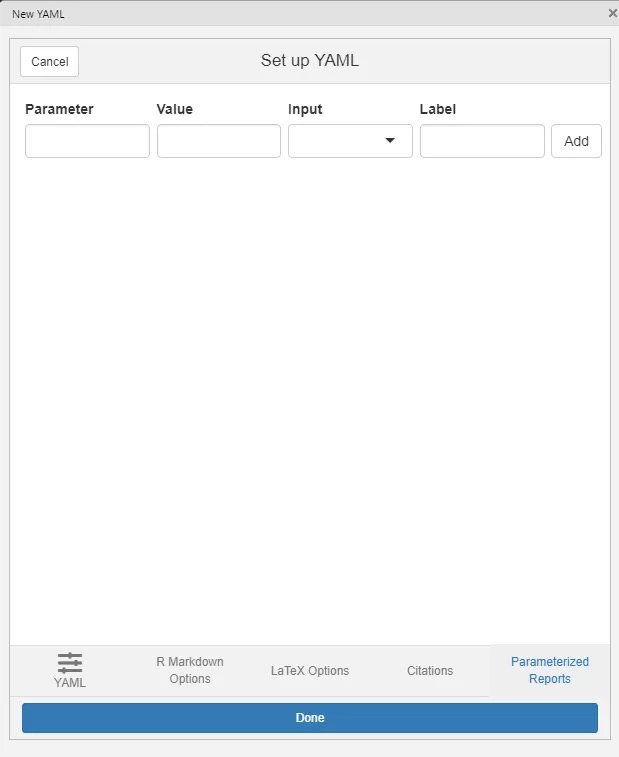 New YAML
Cancel
Set up YAML
Parameter Value Input Label
Add
YAML
R Markdown
Options
LaTeX Options
Citations
Parameterized
Reports
Done